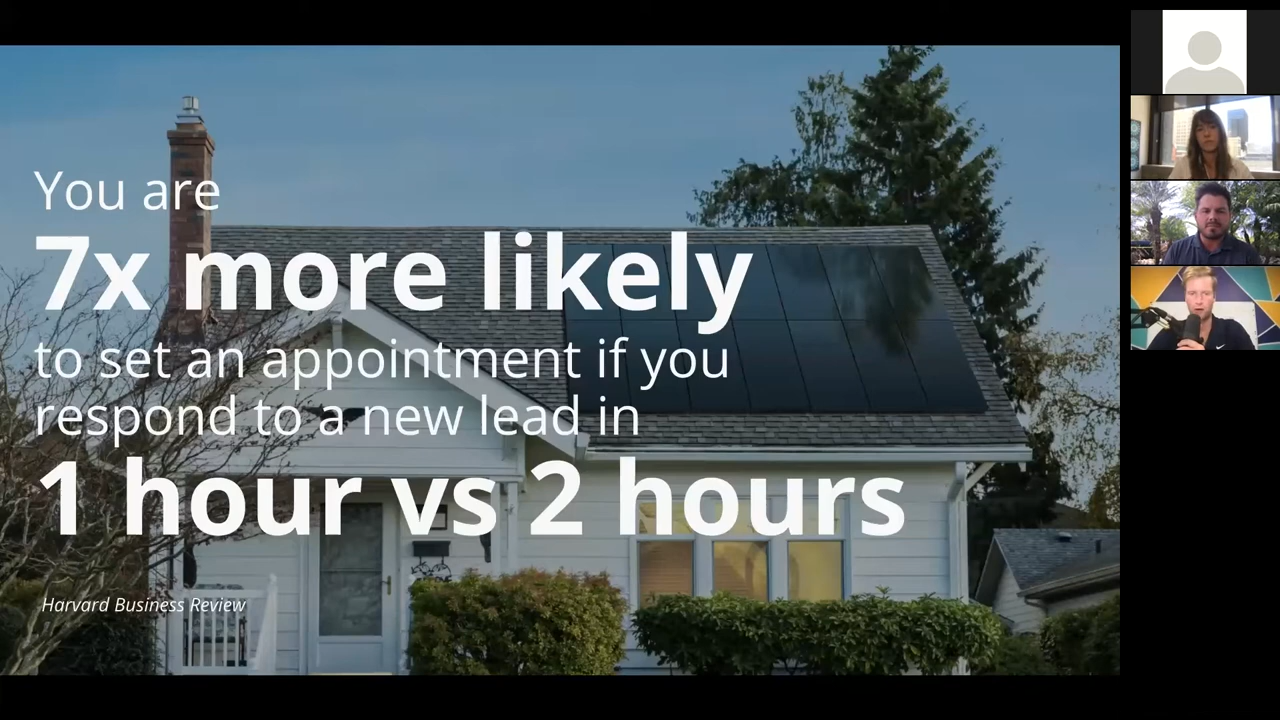 You are
7x more likely
to set an appointment if you
respond to a new lead in
1 hour vs 2 hours
Harvard Business Review